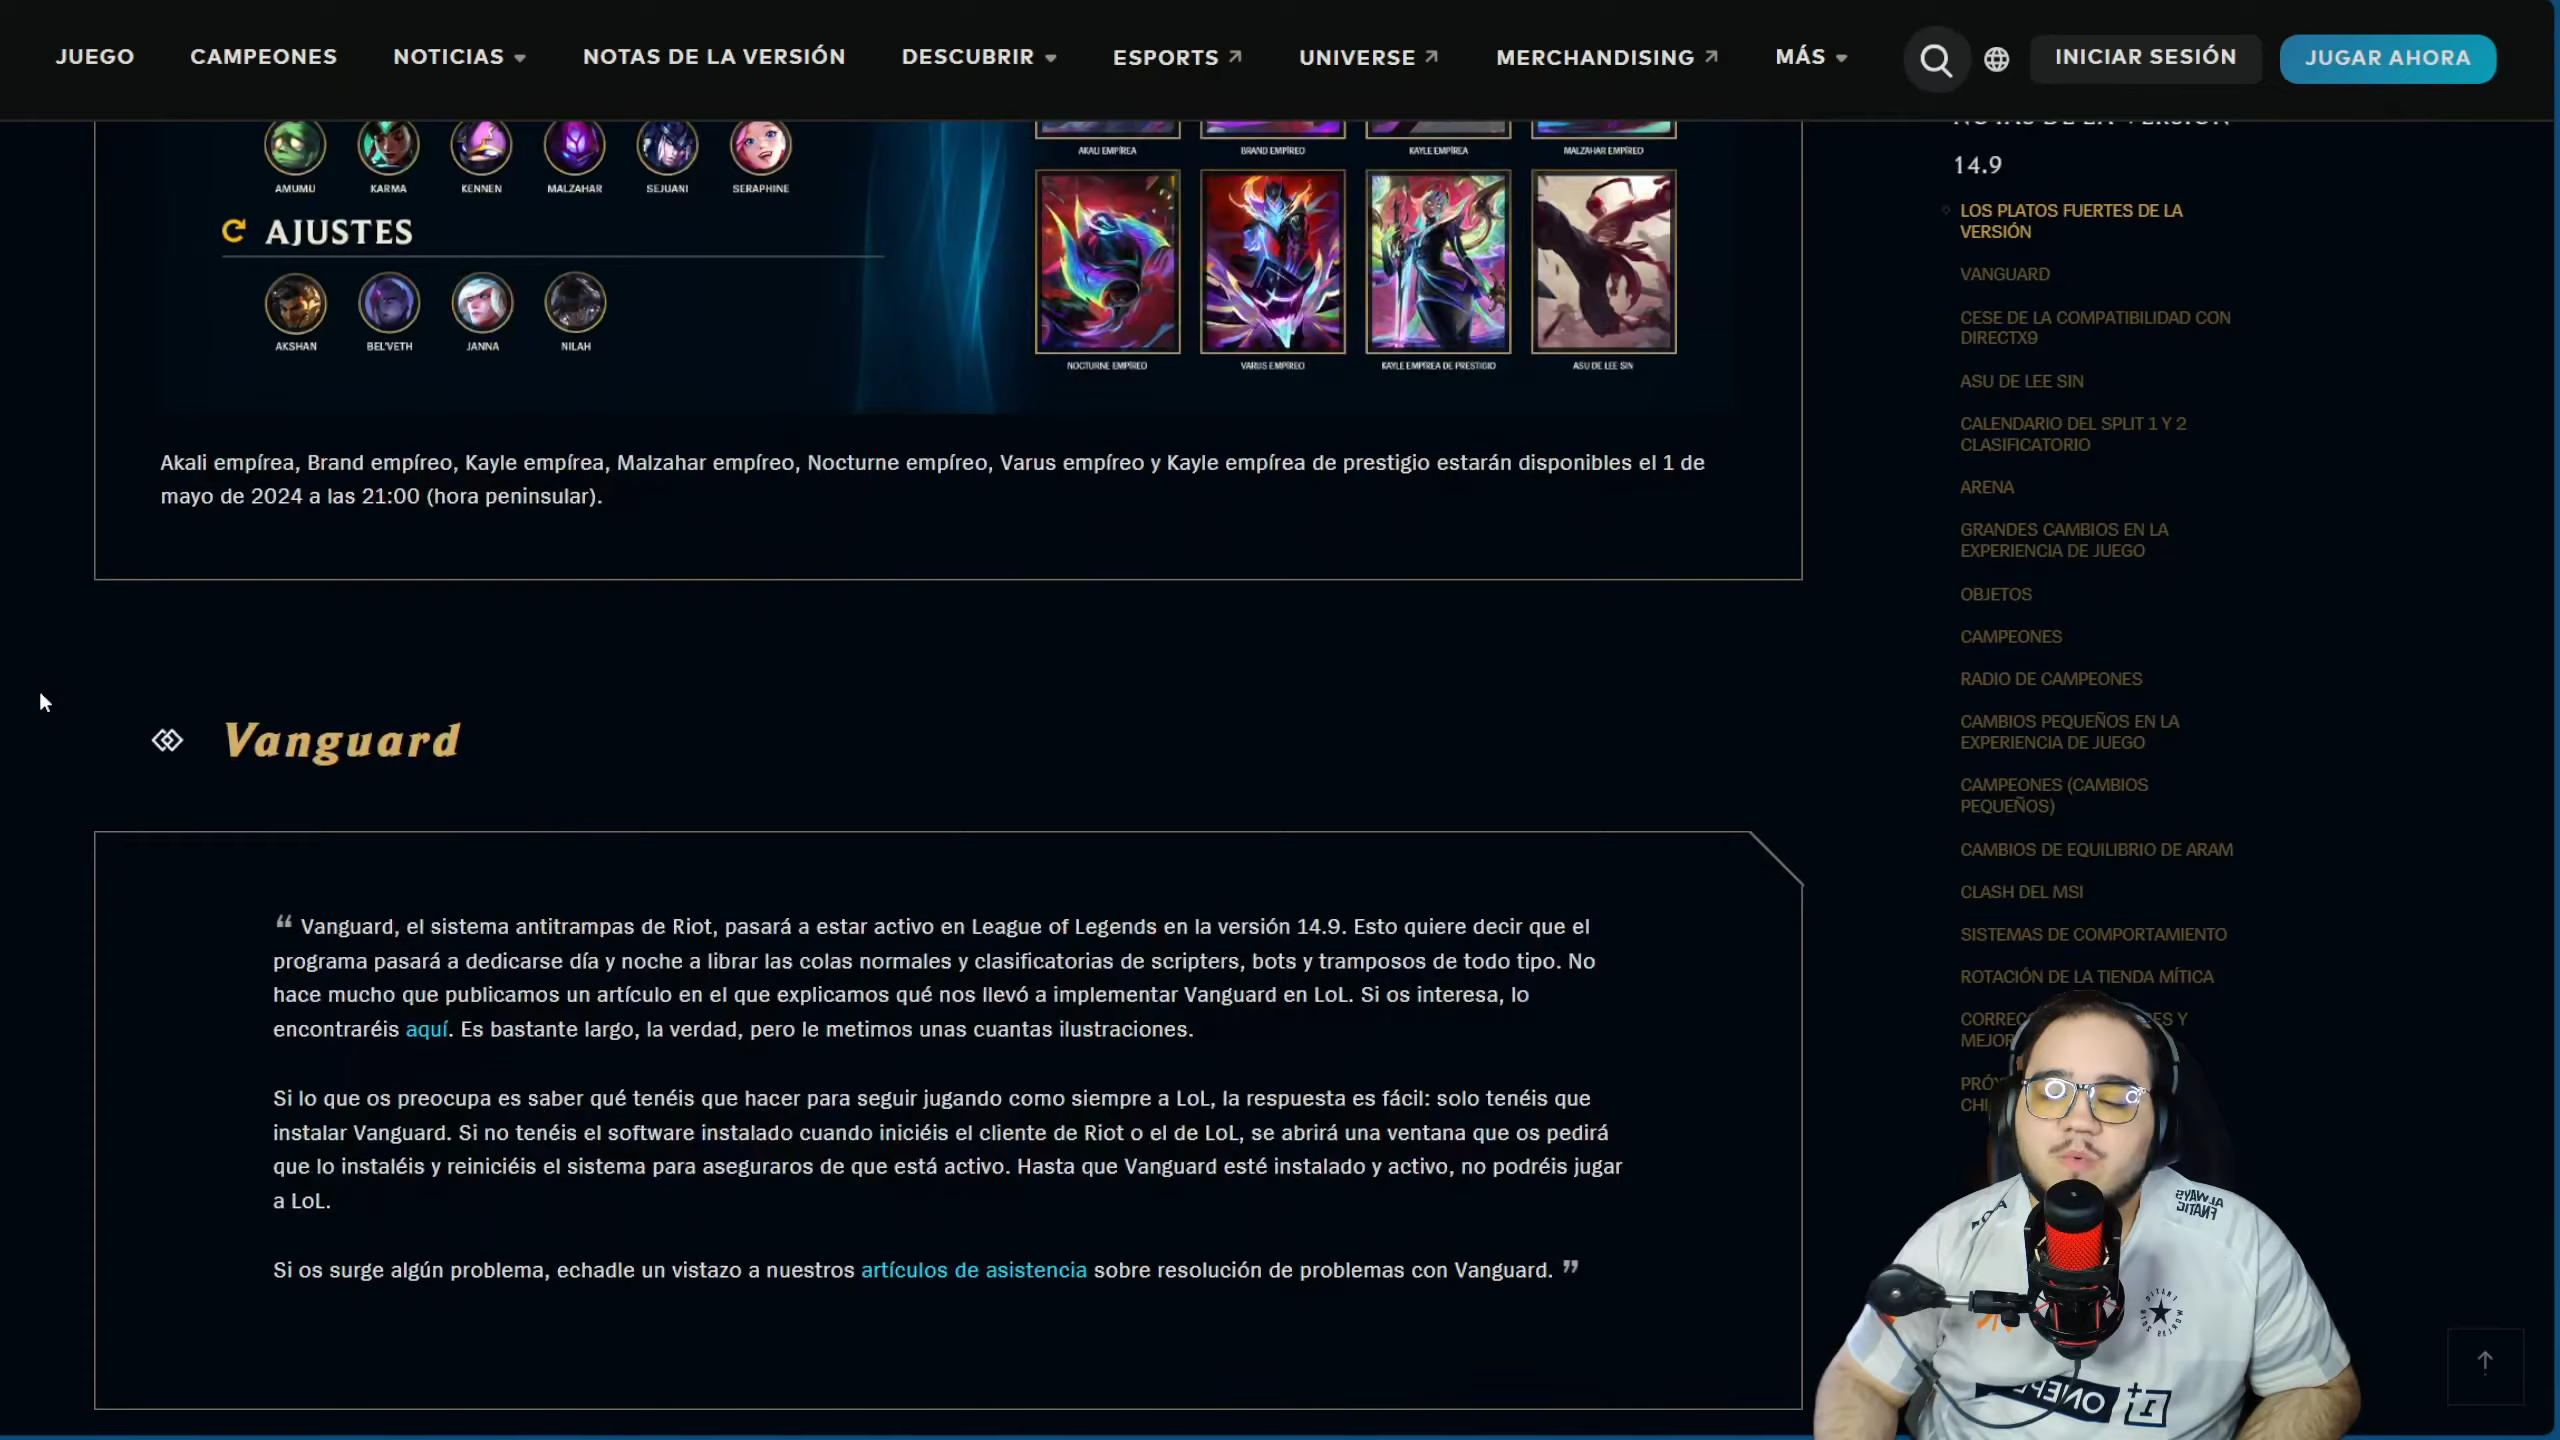 JUEGO CAMPEONES NOTICIAS NOTAS DE LA VERSIÓN DESCUBRIR ESPORTS UNIVERSE MERCHANDISING MÁS INICIAR SESIÓN JUGAR AHORA
AMUMU KARMA KENNEN MALZAHAR SEJUANI SERAPHINE
AJUSTES
AKSHAN BEL'VETH JANNA NILAH
AKALI EMPÍREA BRAND EMPÍREO KAYLE EMPÍREA MALZAHAR EMPÍREO
NOCTURNE EMPÍREO VARUS EMPÍREO KAYLE EMPÍREA DE PRESTIGIO ASU DE LEE SIN
Akali empírea, Brand empíreo, Kayle empírea, Malzahar empíreo, Nocturne empíreo, Varus empíreo y Kayle empírea de prestigio estarán disponibles el 1 de
mayo de 2024 a las 21:00 (hora peninsular).
Vanguard
“ Vanguard, el sistema antitrampas de Riot, pasará a estar activo en League of Legends en la versión 14.9. Esto quiere decir que el
programa pasará a dedicarse día y noche a librar las colas normales y clasificatorias de scripters, bots y tramposos de todo tipo. No
hace mucho que publicamos un artículo en el que explicamos qué nos llevó a implementar Vanguard en LoL. Si os interesa, lo
encontraréis aquí. Es bastante largo, la verdad, pero le metimos unas cuantas ilustraciones.
Si lo que os preocupa es saber qué tenéis que hacer para seguir jugando como siempre a LoL, la respuesta es fácil: solo tenéis que
instalar Vanguard. Si no tenéis el software instalado cuando iniciéis el cliente de Riot o el de LoL, se abrirá una ventana que os pedirá
que lo instaléis y reiniciéis el sistema para aseguraros de que está activo. Hasta que Vanguard esté instalado y activo, no podréis jugar
a LoL.
Si os surge algún problema, echadle un vistazo a nuestros artículos de asistencia sobre resolución de problemas con Vanguard. ”
NOTAS DE LA VERSIÓN
14.9
LOS PLATOS FUERTES DE LA
VERSIÓN
VANGUARD
CESE DE LA COMPATIBILIDAD CON
DIRECTX9
ASU DE LEE SIN
CALENDARIO DEL SPLIT 1 Y 2
CLASIFICATORIO
ARENA
GRANDES CAMBIOS EN LA
EXPERIENCIA DE JUEGO
OBJETOS
CAMPEONES
RADIO DE CAMPEONES
CAMBIOS PEQUEÑOS EN LA
EXPERIENCIA DE JUEGO
CAMPEONES (CAMBIOS
PEQUEÑOS)
CAMBIOS DE EQUILIBRIO DE ARAM
CLASH DEL MSI
SISTEMAS DE COMPORTAMIENTO
ROTACIÓN DE LA TIENDA MÍTICA
ALWAYS
FNATIC